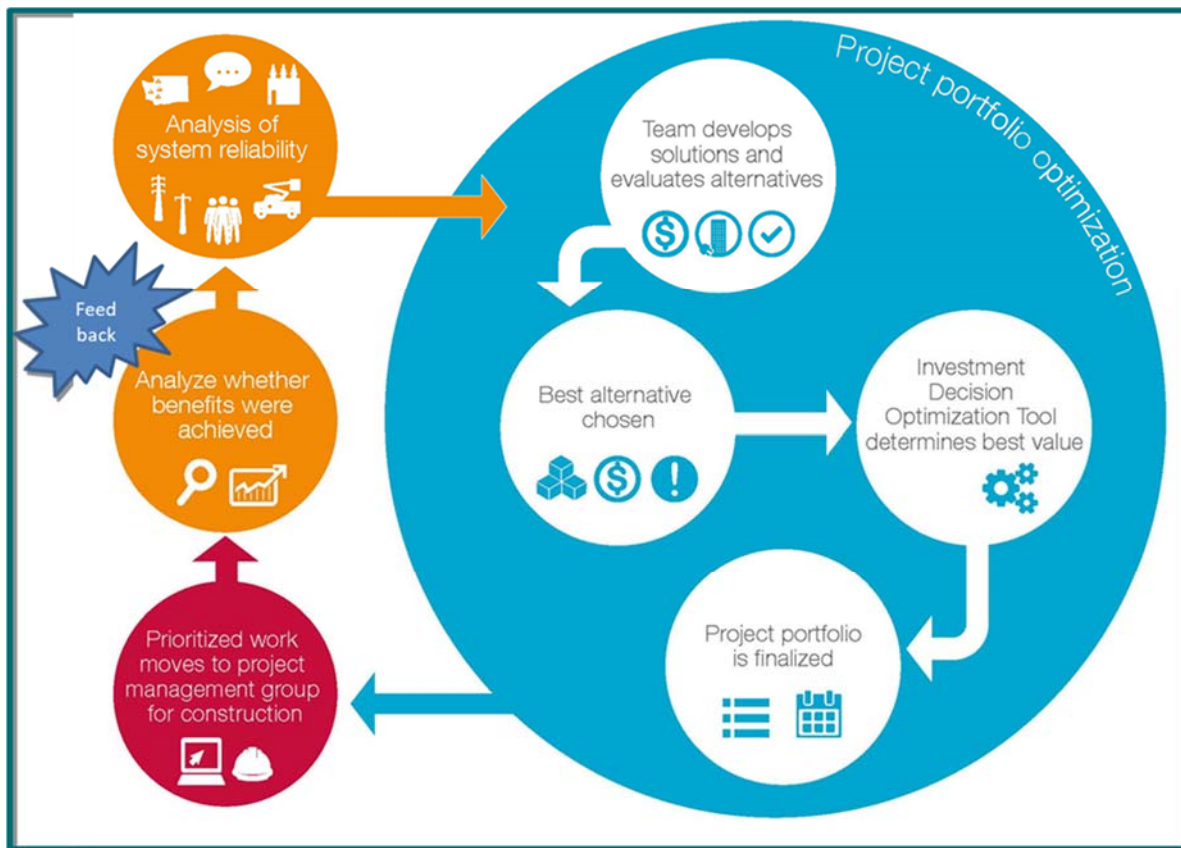 Analysis of
system reliability
Project portfolio optimization
Team develops
solutions and
evaluates alternatives
Best alternative
chosen
Investment
Decision
Optimization Tool
determines best value
Project portfolio
is finalized
Prioritized work
moves to project
management group
for construction
Analyze whether
benefits were
achieved
Feed
back